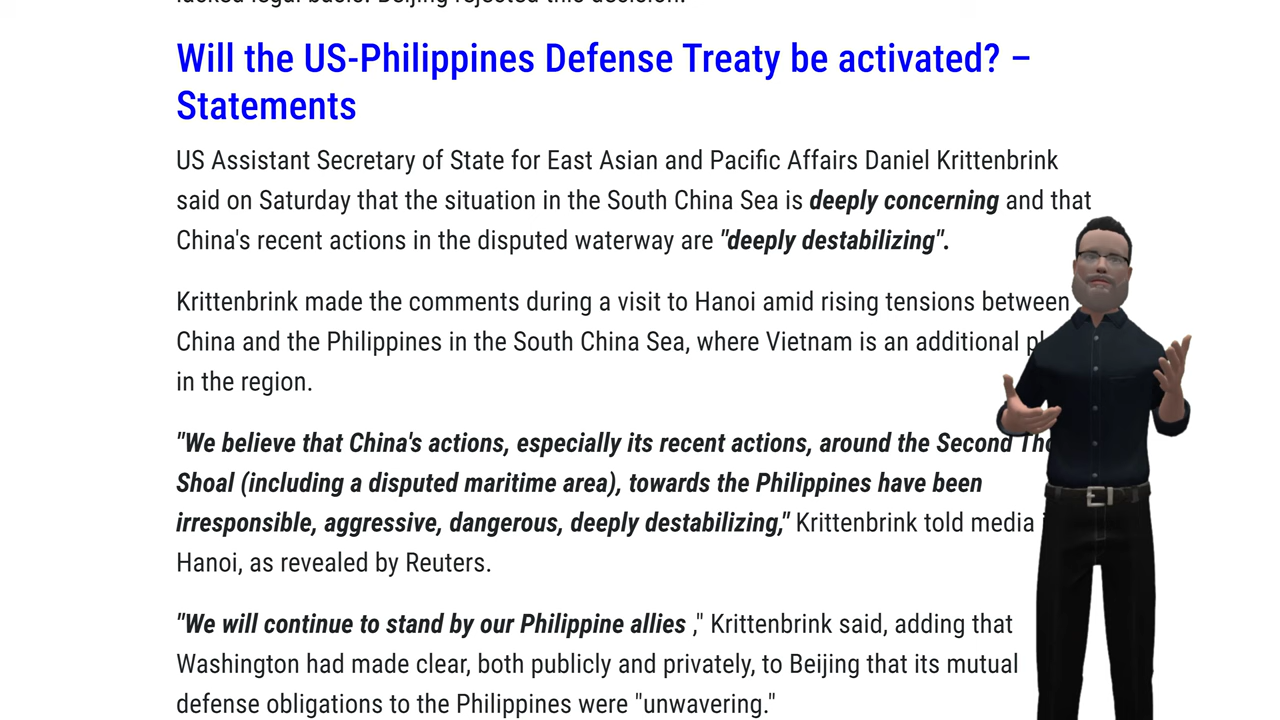 lacked legal basis. Beijing rejected this decision.
Will the US-Philippines Defense Treaty be activated? –
Statements
US Assistant Secretary of State for East Asian and Pacific Affairs Daniel Krittenbrink
said on Saturday that the situation in the South China Sea is deeply concerning and that
China's recent actions in the disputed waterway are "deeply destabilizing".
Krittenbrink made the comments during a visit to Hanoi amid rising tensions between
China and the Philippines in the South China Sea, where Vietnam is an additional
in the region.
"We believe that China's actions, especially its recent actions, around the Second
Shoal (including a disputed maritime area), towards the Philippines have been
irresponsible, aggressive, dangerous, deeply destabilizing," Krittenbrink told media
Hanoi, as revealed by Reuters.
"We will continue to stand by our Philippine allies ," Krittenbrink said, adding that
Washington had made clear, both publicly and privately, to Beijing that its mutual
defense obligations to the Philippines were "unwavering."